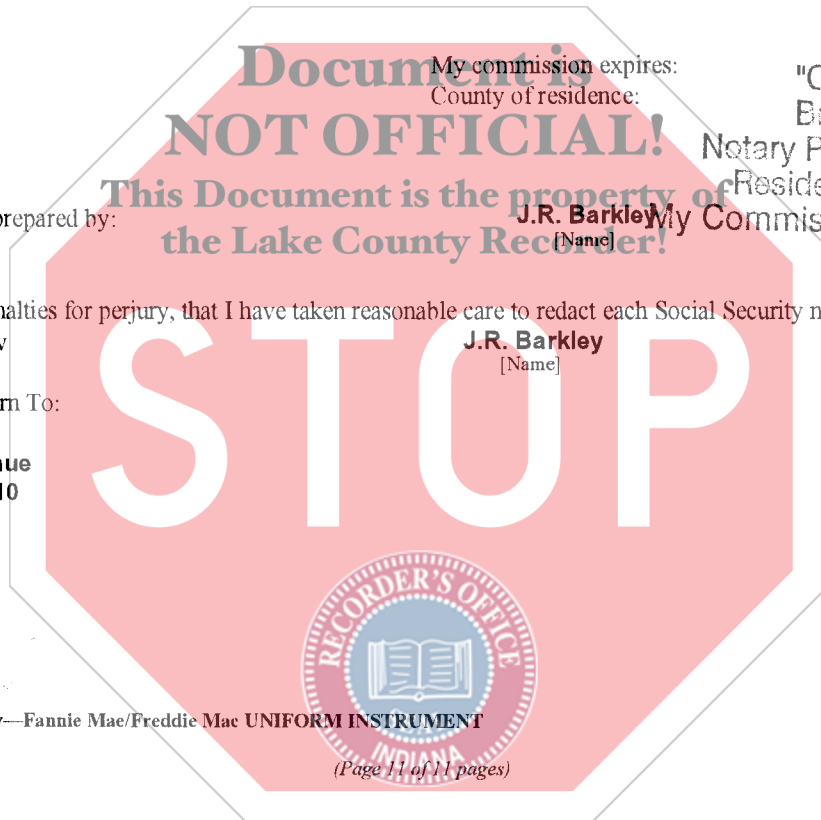 Document is
My commission expires:
County of residence:
NOT OFFICIAL!
Notary P
This Document is the property of
Reside
prepared by:
J.R. Barkley
My Commis
[Name]
the Lake County Recorder!
nalties for perjury, that I have taken reasonable care to redact each Social Security n
J.R. Barkley
[Name]
rn To:
STOP
ue
10
RECORDER'S OFFICE
—Fannie Mae/Freddie Mac UNIFORM INSTRUMENT
INDIANA
(Page 11 of 11 pages)